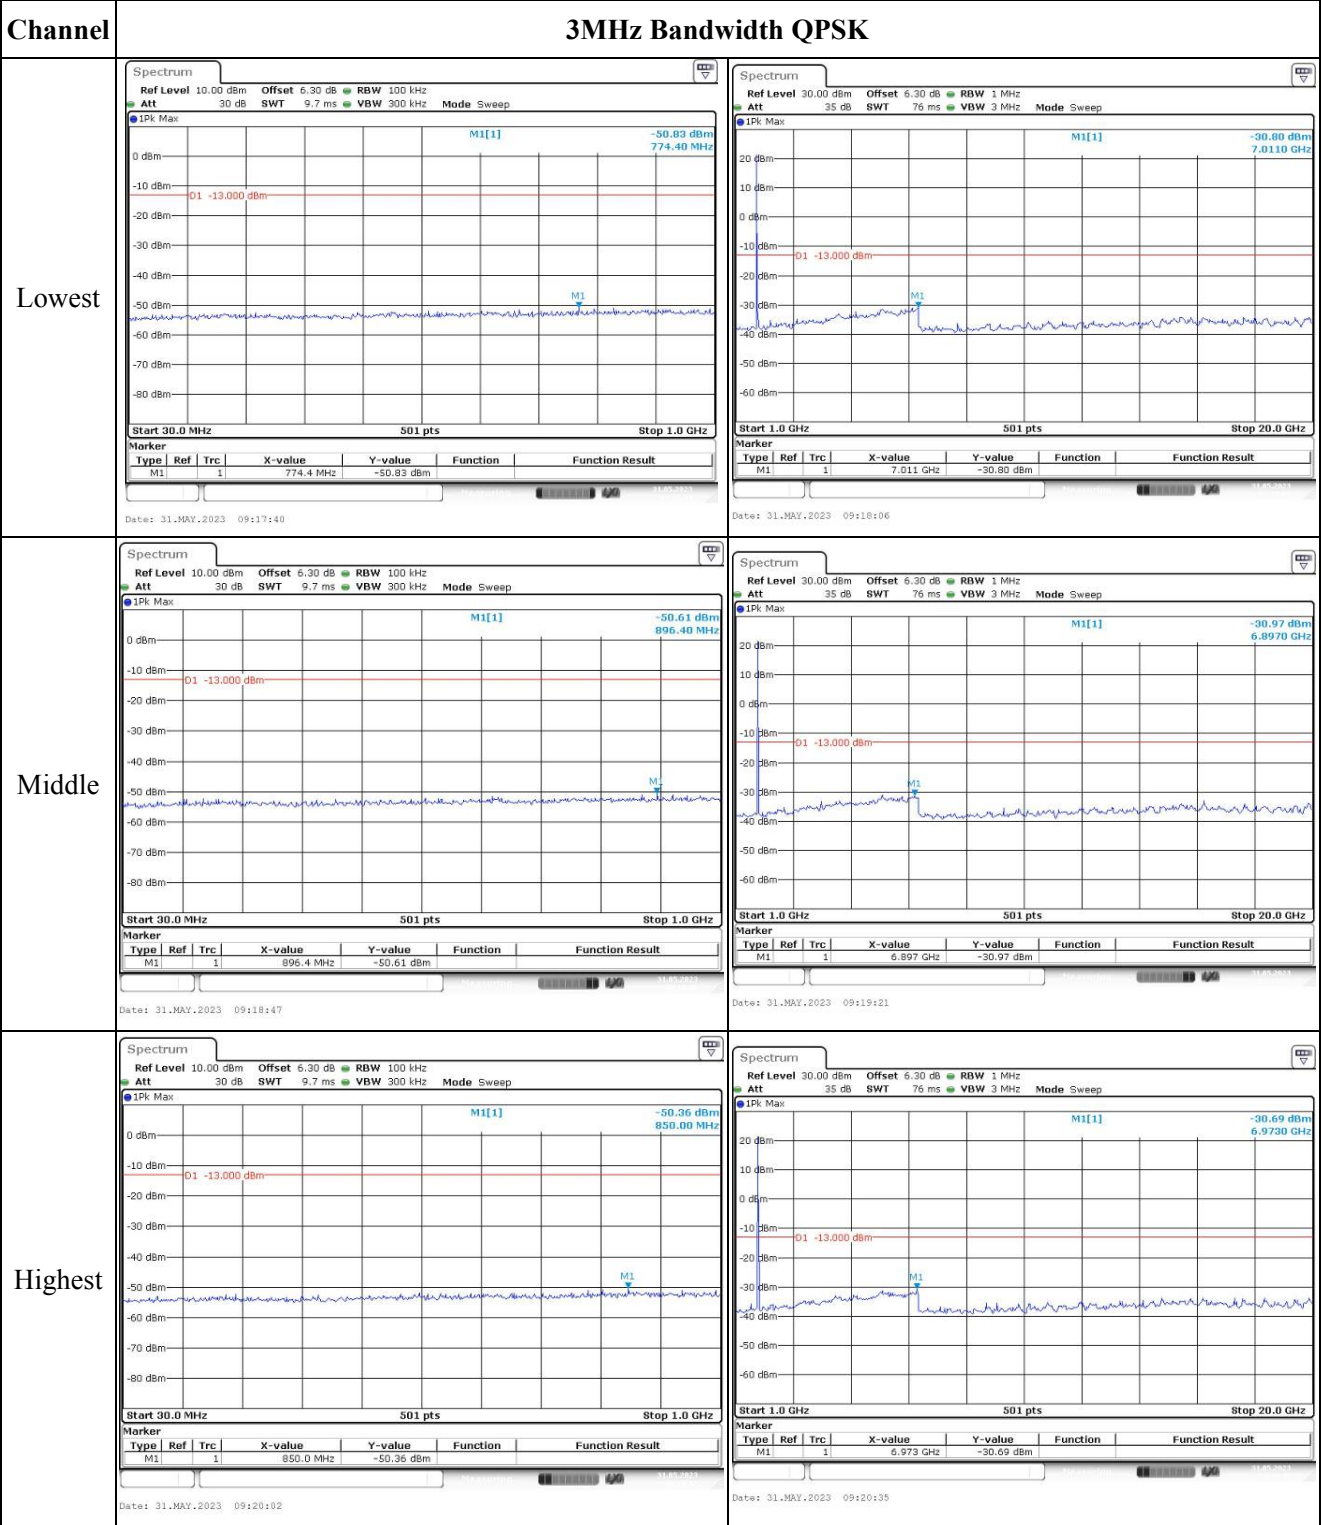 Channel 3MHz Bandwidth QPSK
Lowest
Spectrum
Ref Level 10.00 dBm Offset 6.30 dB RBW 100 kHz
Att 30 dB SWT 9.7 ms VBW 300 kHz Mode Sweep
1Pk Max
M1[1] -50.83 dBm
774.40 MHz
0 dBm
-10 dBm
D1 -13.000 dBm
-20 dBm
-30 dBm
-40 dBm
M1
-50 dBm
-60 dBm
-70 dBm
-80 dBm
Start 30.0 MHz 501 pts Stop 1.0 GHz
Marker
Type Ref Trc X-value Y-value Function Function Result
M1 1 774.4 MHz -50.83 dBm
Date: 31.MAY.2023 09:17:40
Spectrum
Ref Level 30.00 dBm Offset 6.30 dB RBW 1 MHz
Att 35 dB SWT 76 ms VBW 3 MHz Mode Sweep
1Pk Max
M1[1] -30.80 dBm
7.0110 GHz
20 dBm
10 dBm
0 dBm
-10 dBm
D1 -13.000 dBm
-20 dBm
M1
-30 dBm
-40 dBm
-50 dBm
-60 dBm
Start 1.0 GHz 501 pts Stop 20.0 GHz
Marker
Type Ref Trc X-value Y-value Function Function Result
M1 1 7.011 GHz -30.80 dBm
Date: 31.MAY.2023 09:18:06
Middle
Spectrum
Ref Level 10.00 dBm Offset 6.30 dB RBW 100 kHz
Att 30 dB SWT 9.7 ms VBW 300 kHz Mode Sweep
1Pk Max
M1[1] -50.61 dBm
896.40 MHz
0 dBm
-10 dBm
D1 -13.000 dBm
-20 dBm
-30 dBm
-40 dBm
M1
-50 dBm
-60 dBm
-70 dBm
-80 dBm
Start 30.0 MHz 501 pts Stop 1.0 GHz
Marker
Type Ref Trc X-value Y-value Function Function Result
M1 1 896.4 MHz -50.61 dBm
Date: 31.MAY.2023 09:18:47
Spectrum
Ref Level 30.00 dBm Offset 6.30 dB RBW 1 MHz
Att 35 dB SWT 76 ms VBW 3 MHz Mode Sweep
1Pk Max
M1[1] -30.97 dBm
6.8970 GHz
20 dBm
10 dBm
0 dBm
-10 dBm
D1 -13.000 dBm
-20 dBm
M1
-30 dBm
-40 dBm
-50 dBm
-60 dBm
Start 1.0 GHz 501 pts Stop 20.0 GHz
Marker
Type Ref Trc X-value Y-value Function Function Result
M1 1 6.897 GHz -30.97 dBm
Date: 31.MAY.2023 09:19:21
Highest
Spectrum
Ref Level 10.00 dBm Offset 6.30 dB RBW 100 kHz
Att 30 dB SWT 9.7 ms VBW 300 kHz Mode Sweep
1Pk Max
M1[1] -50.36 dBm
850.00 MHz
0 dBm
-10 dBm
D1 -13.000 dBm
-20 dBm
-30 dBm
-40 dBm
M1
-50 dBm
-60 dBm
-70 dBm
-80 dBm
Start 30.0 MHz 501 pts Stop 1.0 GHz
Marker
Type Ref Trc X-value Y-value Function Function Result
M1 1 850.0 MHz -50.36 dBm
Date: 31.MAY.2023 09:20:02
Spectrum
Ref Level 30.00 dBm Offset 6.30 dB RBW 1 MHz
Att 35 dB SWT 76 ms VBW 3 MHz Mode Sweep
1Pk Max
M1[1] -30.69 dBm
6.9730 GHz
20 dBm
10 dBm
0 dBm
-10 dBm
D1 -13.000 dBm
-20 dBm
M1
-30 dBm
-40 dBm
-50 dBm
-60 dBm
Start 1.0 GHz 501 pts Stop 20.0 GHz
Marker
Type Ref Trc X-value Y-value Function Function Result
M1 1 6.973 GHz -30.69 dBm
Date: 31.MAY.2023 09:20:35